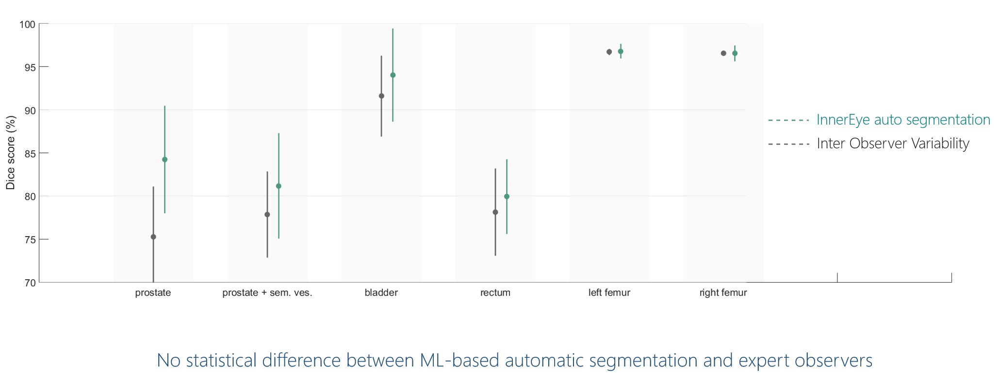 100
95
90
85
80
75
70
Dice score (%)
prostate
prostate + sem. ves.
bladder
rectum
left femur
right femur
InnerEye auto segmentation
Inter Observer Variability
No statistical difference between ML-based automatic segmentation and expert observers